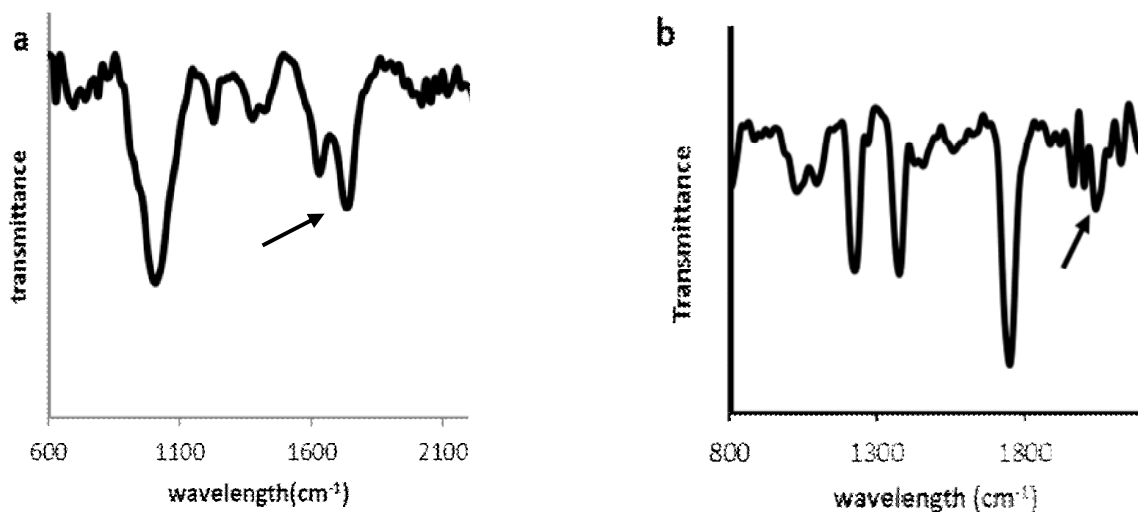 a
transmittance
600 1100 1600 2100
wavelength(cm⁻¹)
b
Transmittance
800 1300 1800
wavelength (cm⁻¹)